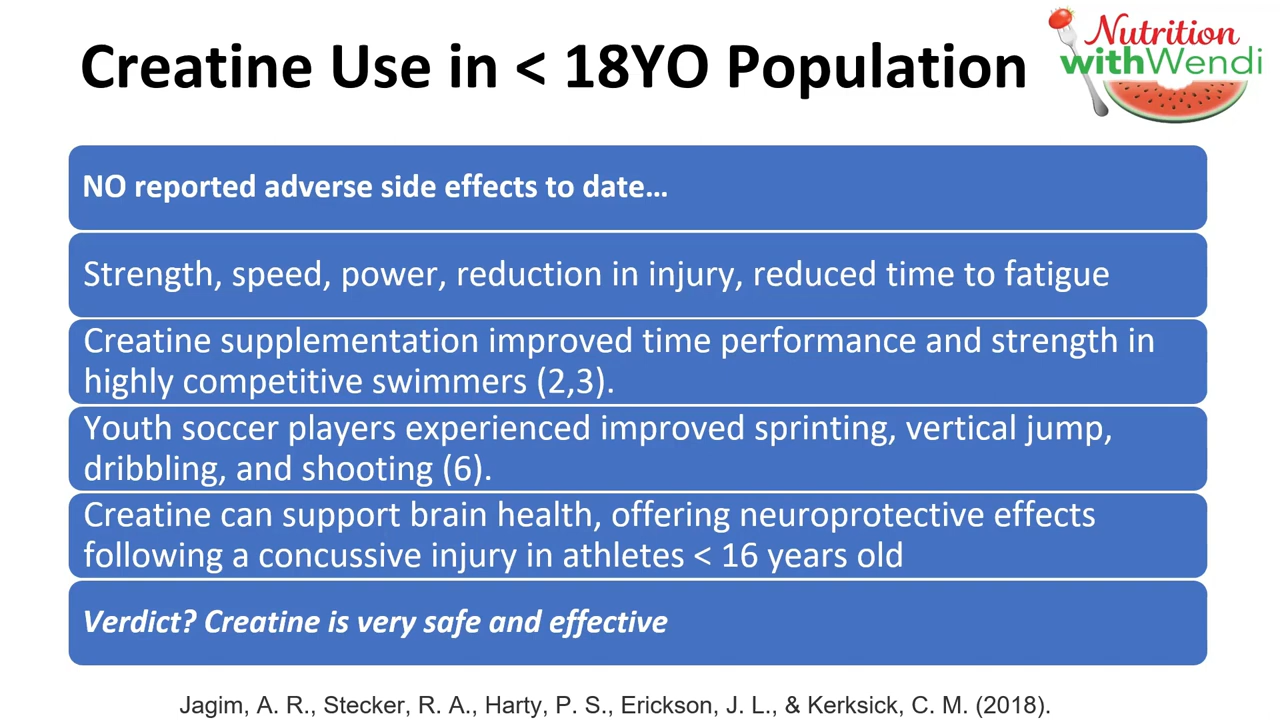 Creatine Use in < 18YO Population
Nutrition
withWendi
NO reported adverse side effects to date…
Strength, speed, power, reduction in injury, reduced time to fatigue
Creatine supplementation improved time performance and strength in
highly competitive swimmers (2,3).
Youth soccer players experienced improved sprinting, vertical jump,
dribbling, and shooting (6).
Creatine can support brain health, offering neuroprotective effects
following a concussive injury in athletes < 16 years old
Verdict? Creatine is very safe and effective
Jagim, A. R., Stecker, R. A., Harty, P. S., Erickson, J. L., & Kerksick, C. M. (2018).